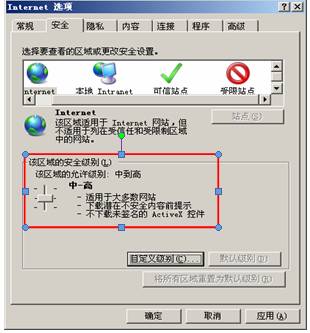 Internet 选项
常规 安全 隐私 内容 连接 程序 高级
选择要查看的区域或更改安全设置。
nternet 本地 Intranet 可信站点 受限站点
Internet
该区域适用于 Internet 网站，但
不适用于列在受信任和受限制区域
中的网站。
站点(S)
该区域的安全级别(L)
该区域的允许级别: 中到高
中-高
- 适用于大多数网站
- 下载潜在不安全内容前提示
- 不下载未签名的 ActiveX 控件
自定义级别(C)... 默认级别(D)
将所有区域重置为默认级别(R)
确定 取消 应用(A)